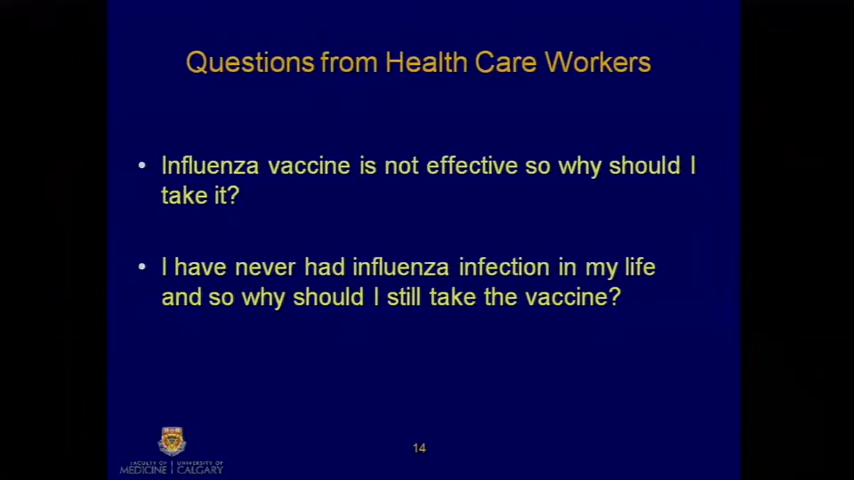 Questions from Health Care Workers
• Influenza vaccine is not effective so why should I
take it?
• I have never had influenza infection in my life
and so why should I still take the vaccine?
14
FACULTY OF | UNIVERSITY OF
MEDICINE | CALGARY